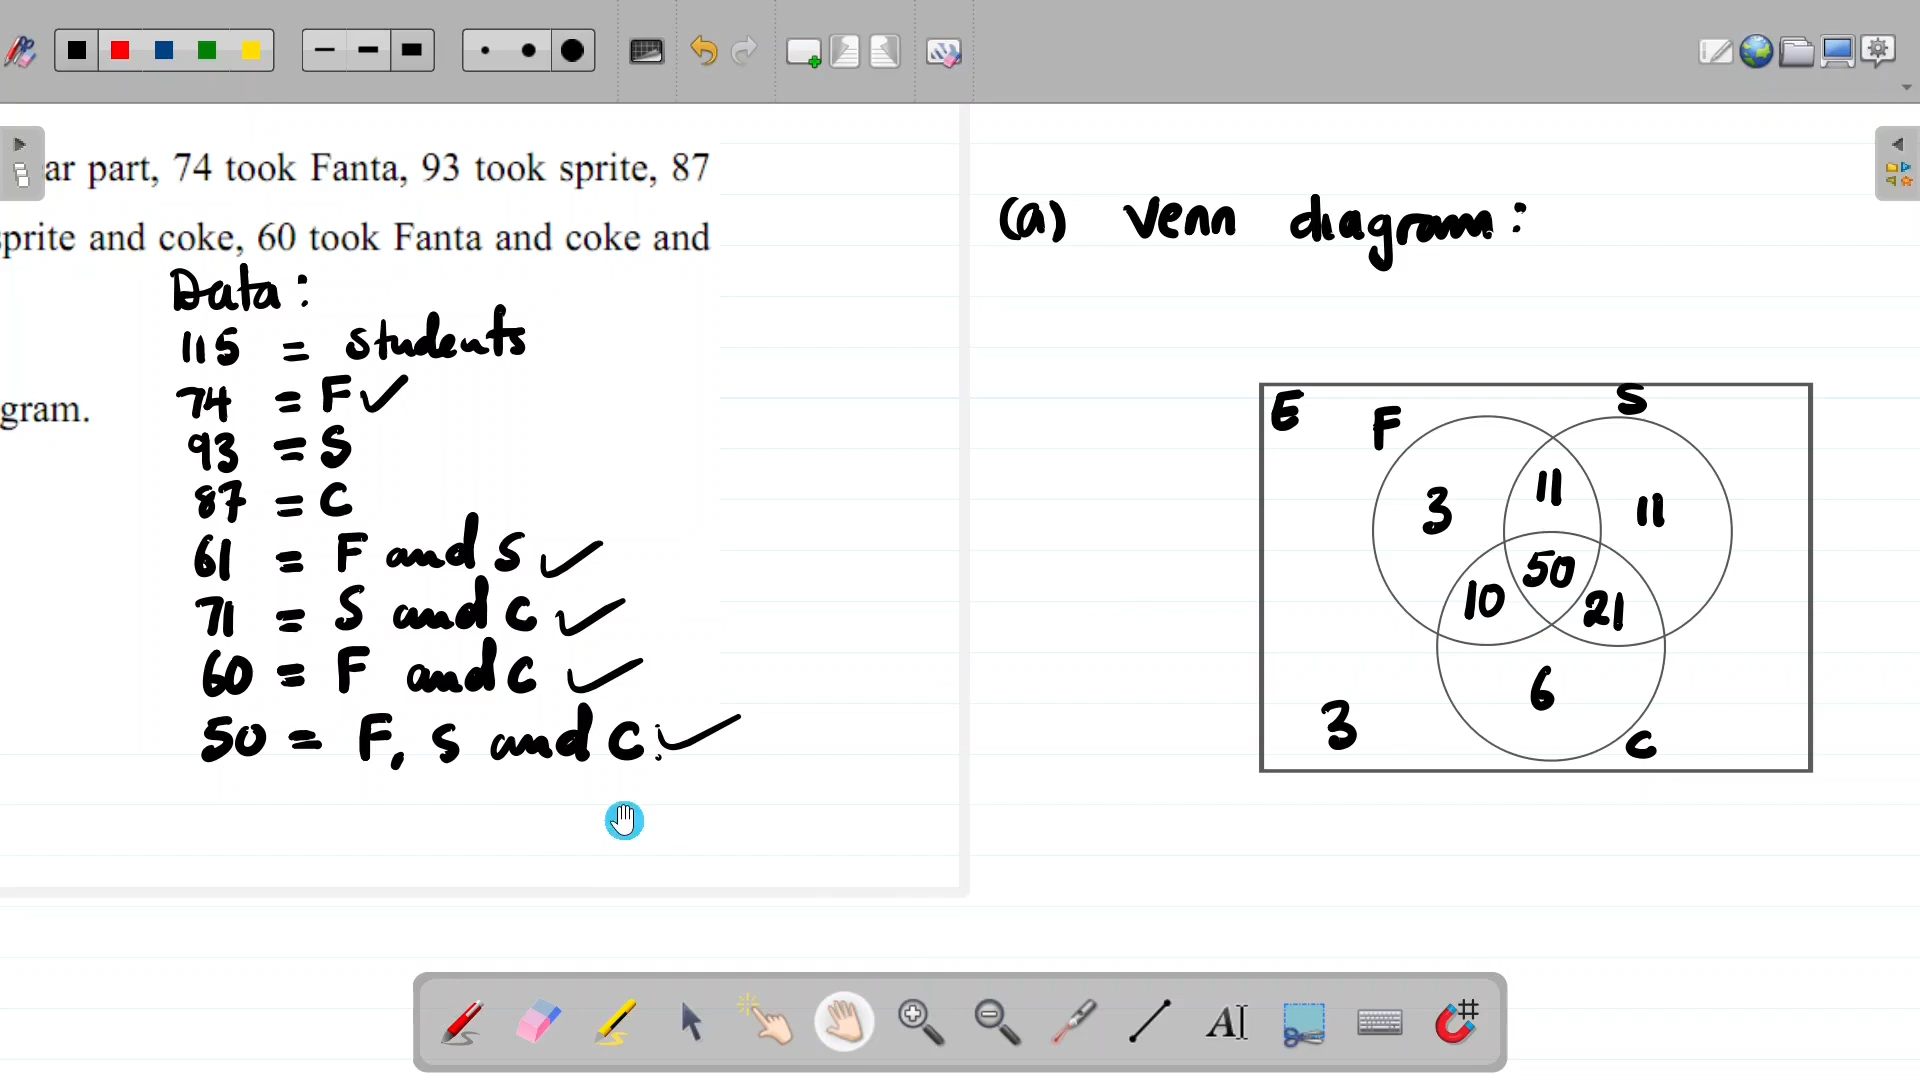 ar part, 74 took Fanta, 93 took sprite, 87
sprite and coke, 60 took Fanta and coke and
gram.
Data:
115 = students
74 = F ✓
93 = S
87 = C
61 = F and S ✓
71 = S and C ✓
60 = F and C ✓
50 = F, S and C. ✓
(a) Venn diagram:
E
F
S
3
11
11
10
50
21
6
3
C